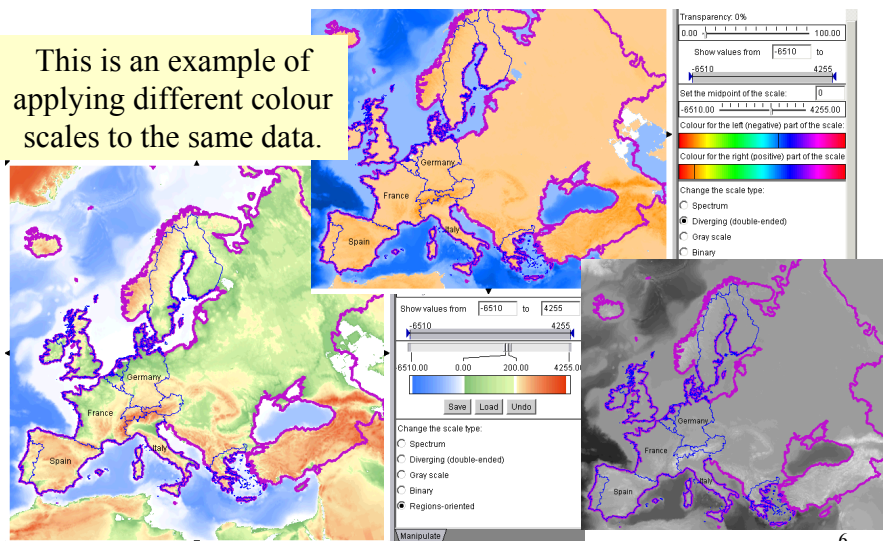 This is an example of
applying different colour
scales to the same data.
Germany
France
Spain
Italy
Transparency: 0%
0.00 100.00
Show values from -6510 to
-6510 4255
Set the midpoint of the scale: 0
-6510.00 4255.00
Colour for the left (negative) part of the scale:
Colour for the right (positive) part of the scale
Change the scale type:
Spectrum
Diverging (double-ended)
Gray scale
Binary
Germany
France
Spain
Italy
Show values from -6510 to 4255
-6510 4255
6510.00 0.00 200.00 4255.0
Save Load Undo
Change the scale type:
Spectrum
Diverging (double-ended)
Gray scale
Binary
Regions-oriented
Manipulate
Germany
France
Spain
Italy
6